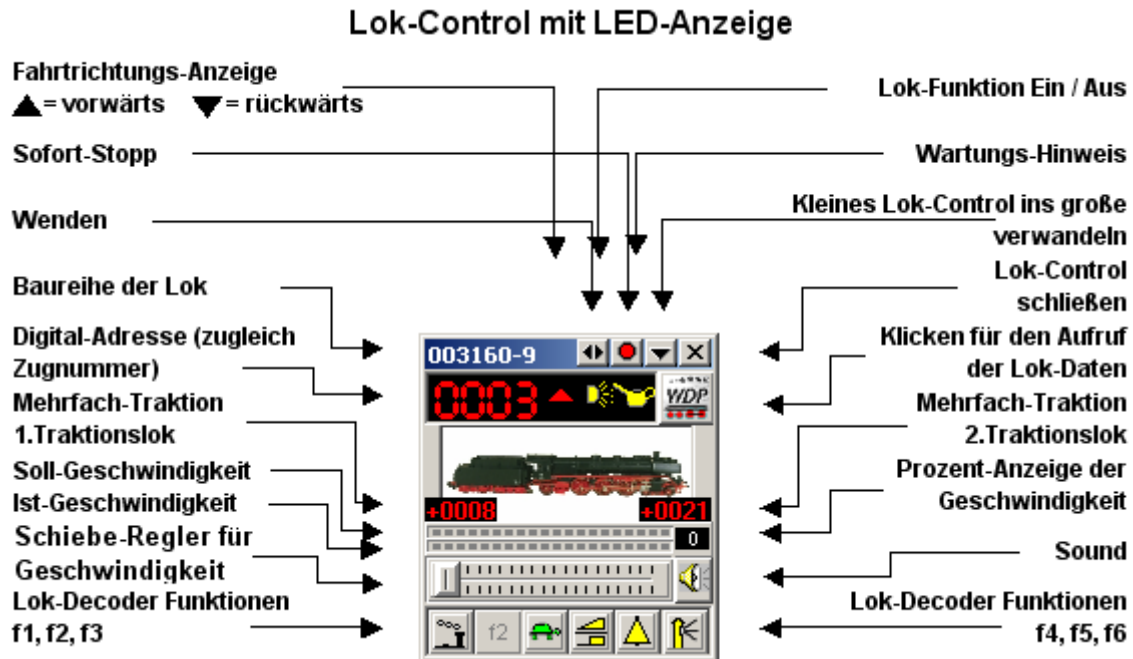 Lok-Control mit LED-Anzeige
Fahrtrichtungs-Anzeige
▲= vorwärts ▼= rückwärts
Sofort-Stopp
Wenden
Baureihe der Lok
Digital-Adresse (zugleich
Zugnummer)
Mehrfach-Traktion
1.Traktionslok
Soll-Geschwindigkeit
Ist-Geschwindigkeit
Schiebe-Regler für
Geschwindigkeit
Lok-Decoder Funktionen
f1, f2, f3
003160-9
0003
WDP
+0008 +0021
0
f2
Lok-Funktion Ein / Aus
Wartungs-Hinweis
Kleines Lok-Control ins große
verwandeln
Lok-Control
schließen
Klicken für den Aufruf
der Lok-Daten
Mehrfach-Traktion
2.Traktionslok
Prozent-Anzeige der
Geschwindigkeit
Sound
Lok-Decoder Funktionen
f4, f5, f6